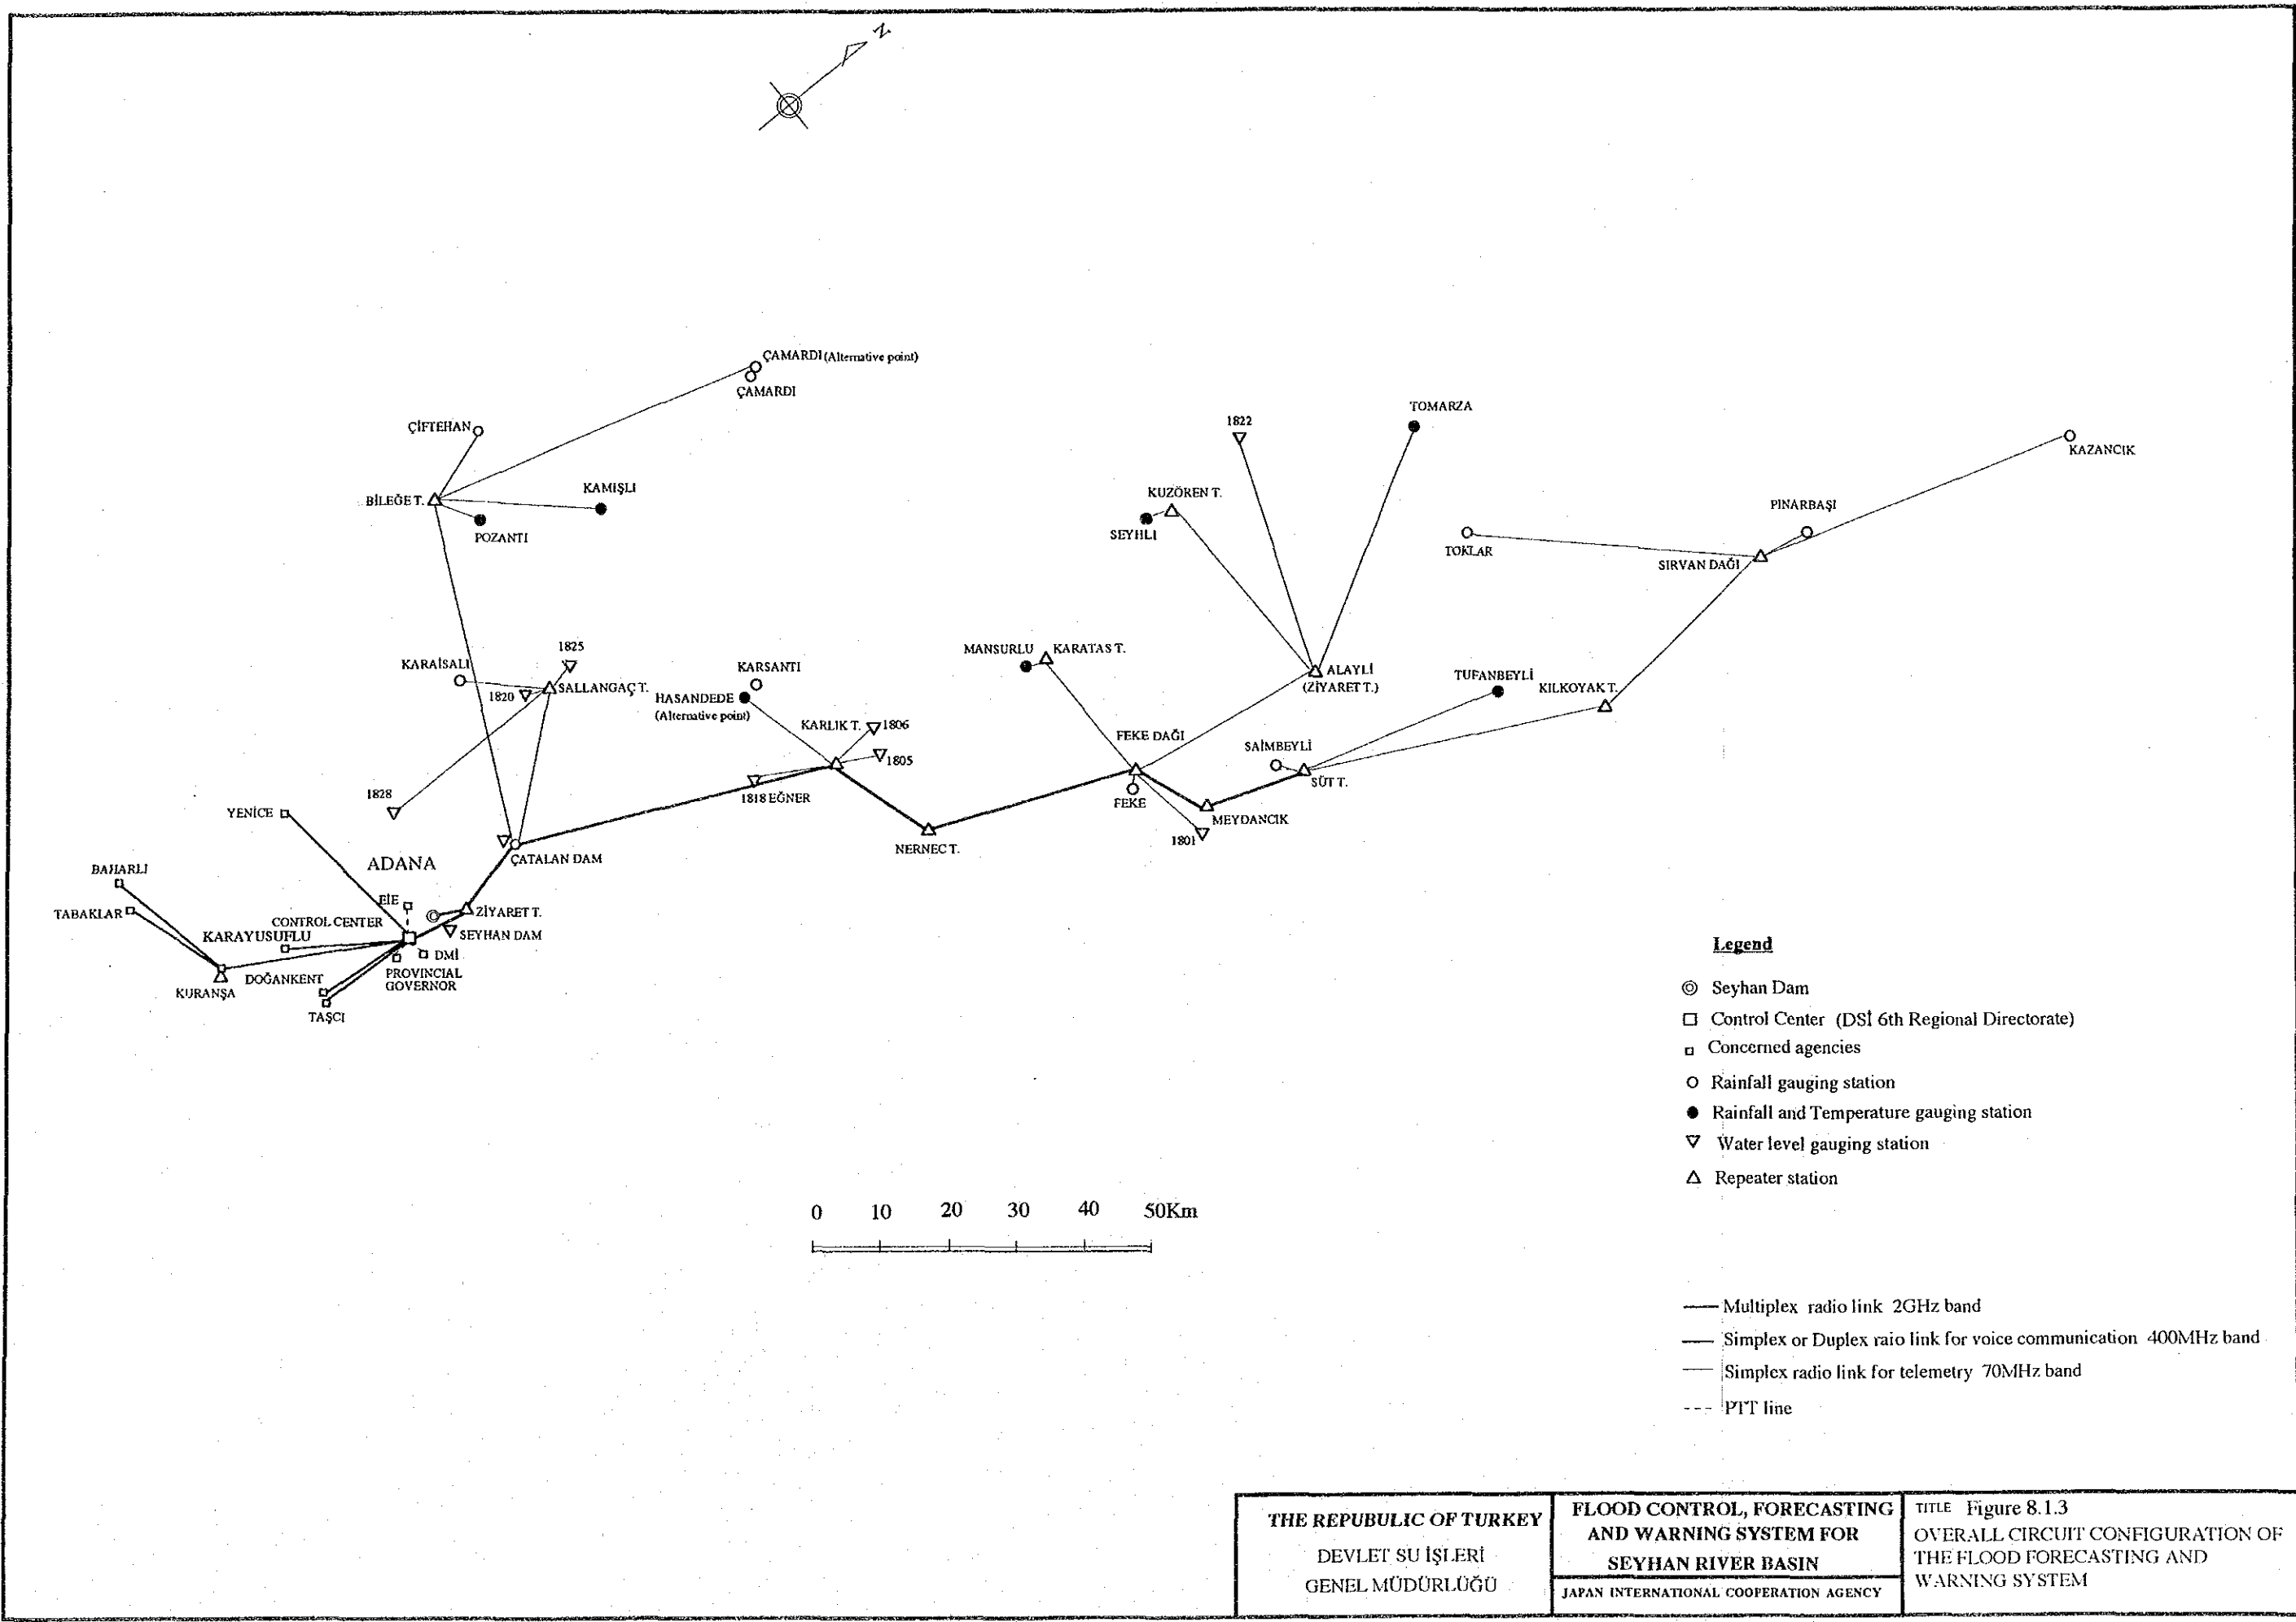 N
ÇAMARDI (Alternative point)
ÇAMARDI
ÇİFTEHAN
TOMARZA
1822
KAZANCIK
BİLEĞE T.
KAMIŞLI
POZANTI
KUZÖREN T.
SEYHLI
PINARBAŞI
TOKLAR
SIRVAN DAĞI
1825
KARAİSALI
1820
SALLANGAÇ T.
KARSANTI
HASANDEDE
(Alternative point)
MANSURLU
KARATAS T.
ALAYLİ
(ZİYARET T.)
TUFANBEYLİ
KILKOYAK T.
KARLIK T.
1806
1805
1818 EĞNER
FEKE DAĞI
SAİMBEYLİ
SÜT T.
FEKE
MEYDANCIK
1801
NERNEC T.
1828
YENİCE
ÇATALAN DAM
ADANA
BAHARLI
TABAKLAR
EİE
ZİYARET T.
CONTROL CENTER
KARAYUSUFLU
SEYHAN DAM
DMİ
PROVINCIAL
GOVERNOR
DOĞANKENT
KURANŞA
TAŞCI
Legend
Seyhan Dam
Control Center (DSİ 6th Regional Directorate)
Concerned agencies
Rainfall gauging station
Rainfall and Temperature gauging station
Water level gauging station
Repeater station
0 10 20 30 40 50Km
Multiplex radio link 2GHz band
Simplex or Duplex raio link for voice communication 400MHz band
Simplex radio link for telemetry 70MHz band
PTT line
THE REPUBULIC OF TURKEY
DEVLET SU İŞLERİ
GENEL MÜDÜRLÜĞÜ
FLOOD CONTROL, FORECASTING
AND WARNING SYSTEM FOR
SEYHAN RIVER BASIN
JAPAN INTERNATIONAL COOPERATION AGENCY
TITLE Figure 8.1.3
OVERALL CIRCUIT CONFIGURATION OF
THE FLOOD FORECASTING AND
WARNING SYSTEM